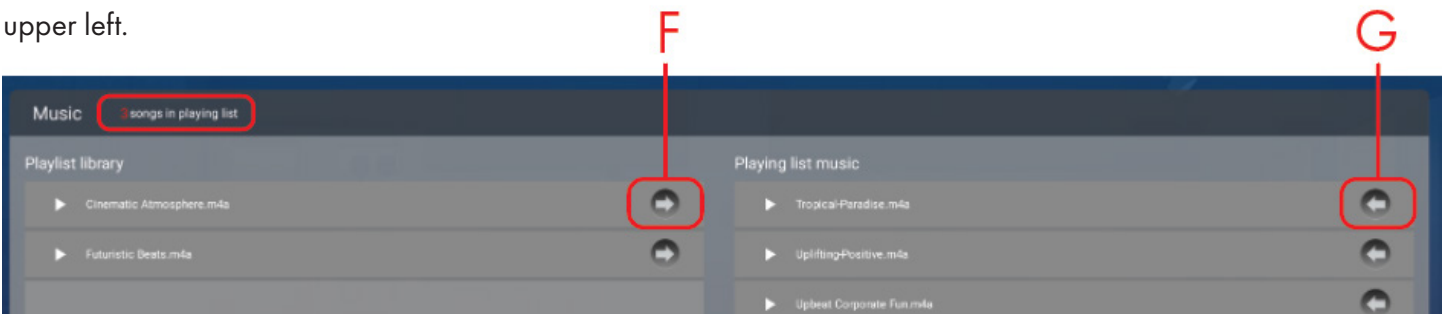 upper left.
F
G
Music 3 songs in playing list
Playlist library
Playing list music
Cinematic Atmosphere.m4a
Tropical-Paradise.m4a
Futuristic Beats.m4a
Uplifting-Positive.m4a
Upbeat Corporate Fun.m4a